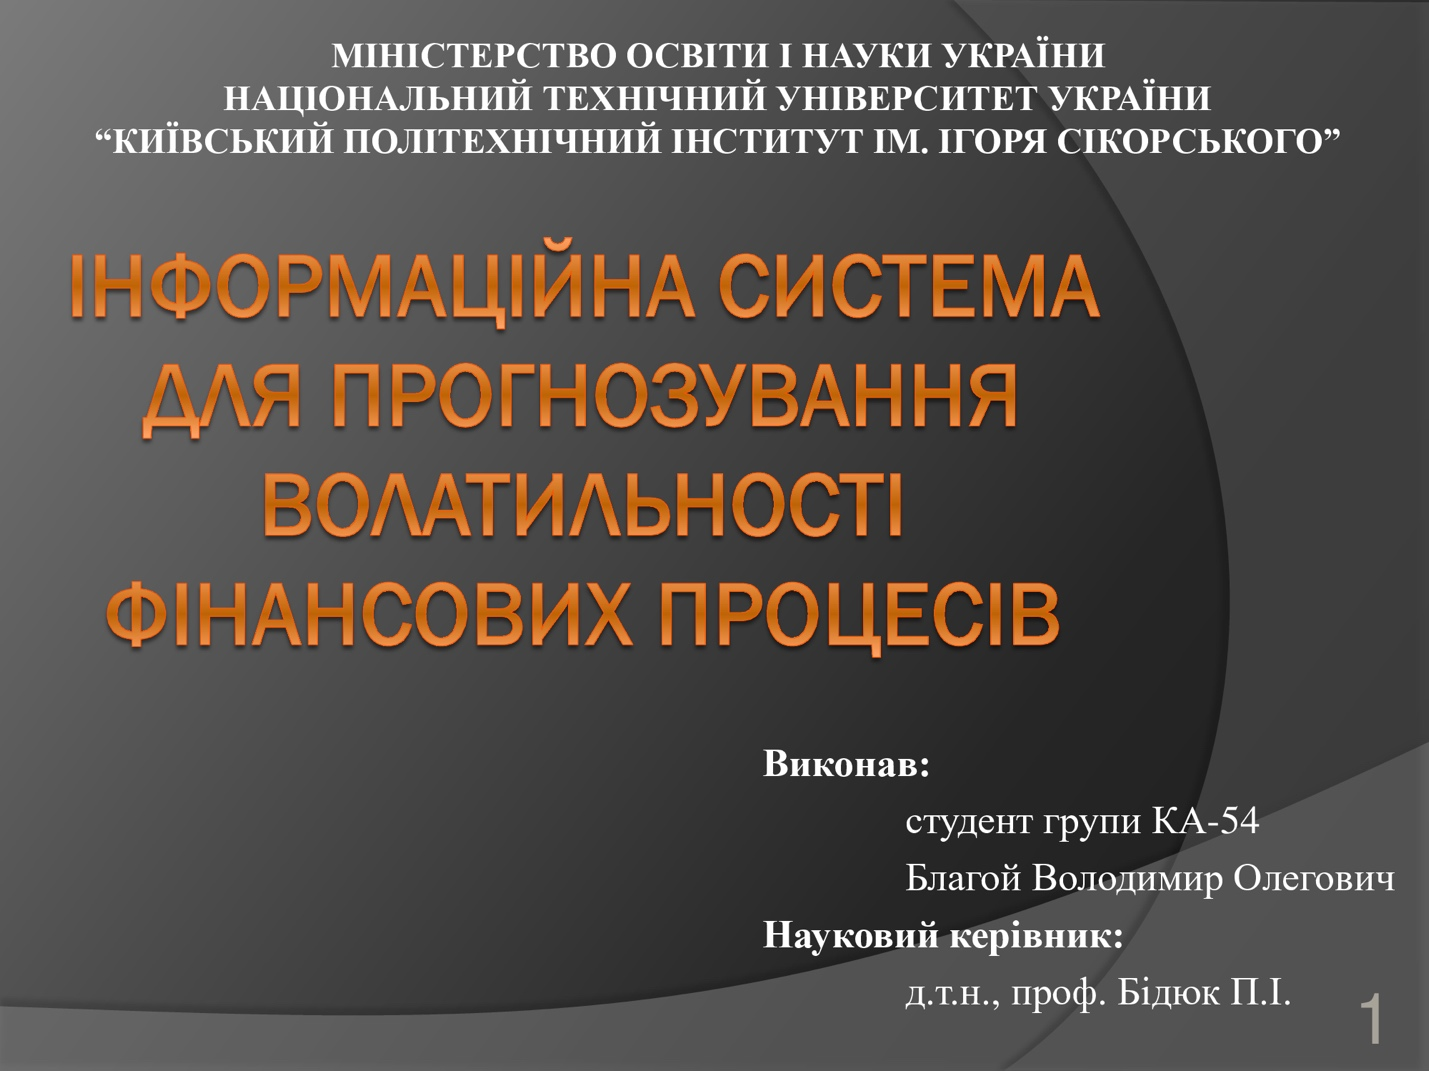 МІНІСТЕРСТВО ОСВІТИ І НАУКИ УКРАЇНИ
НАЦІОНАЛЬНИЙ ТЕХНІЧНИЙ УНІВЕРСИТЕТ УКРАЇНИ
“КИЇВСЬКИЙ ПОЛІТЕХНІЧНИЙ ІНСТИТУТ ІМ. ІГОРЯ СІКОРСЬКОГО”
ІНФОРМАЦІЙНА СИСТЕМА
ДЛЯ ПРОГНОЗУВАННЯ
ВОЛАТИЛЬНОСТІ
ФІНАНСОВИХ ПРОЦЕСІВ
Виконав:
студент групи КА-54
Благой Володимир Олегович
Науковий керівник:
д.т.н., проф. Бідюк П.І.
1